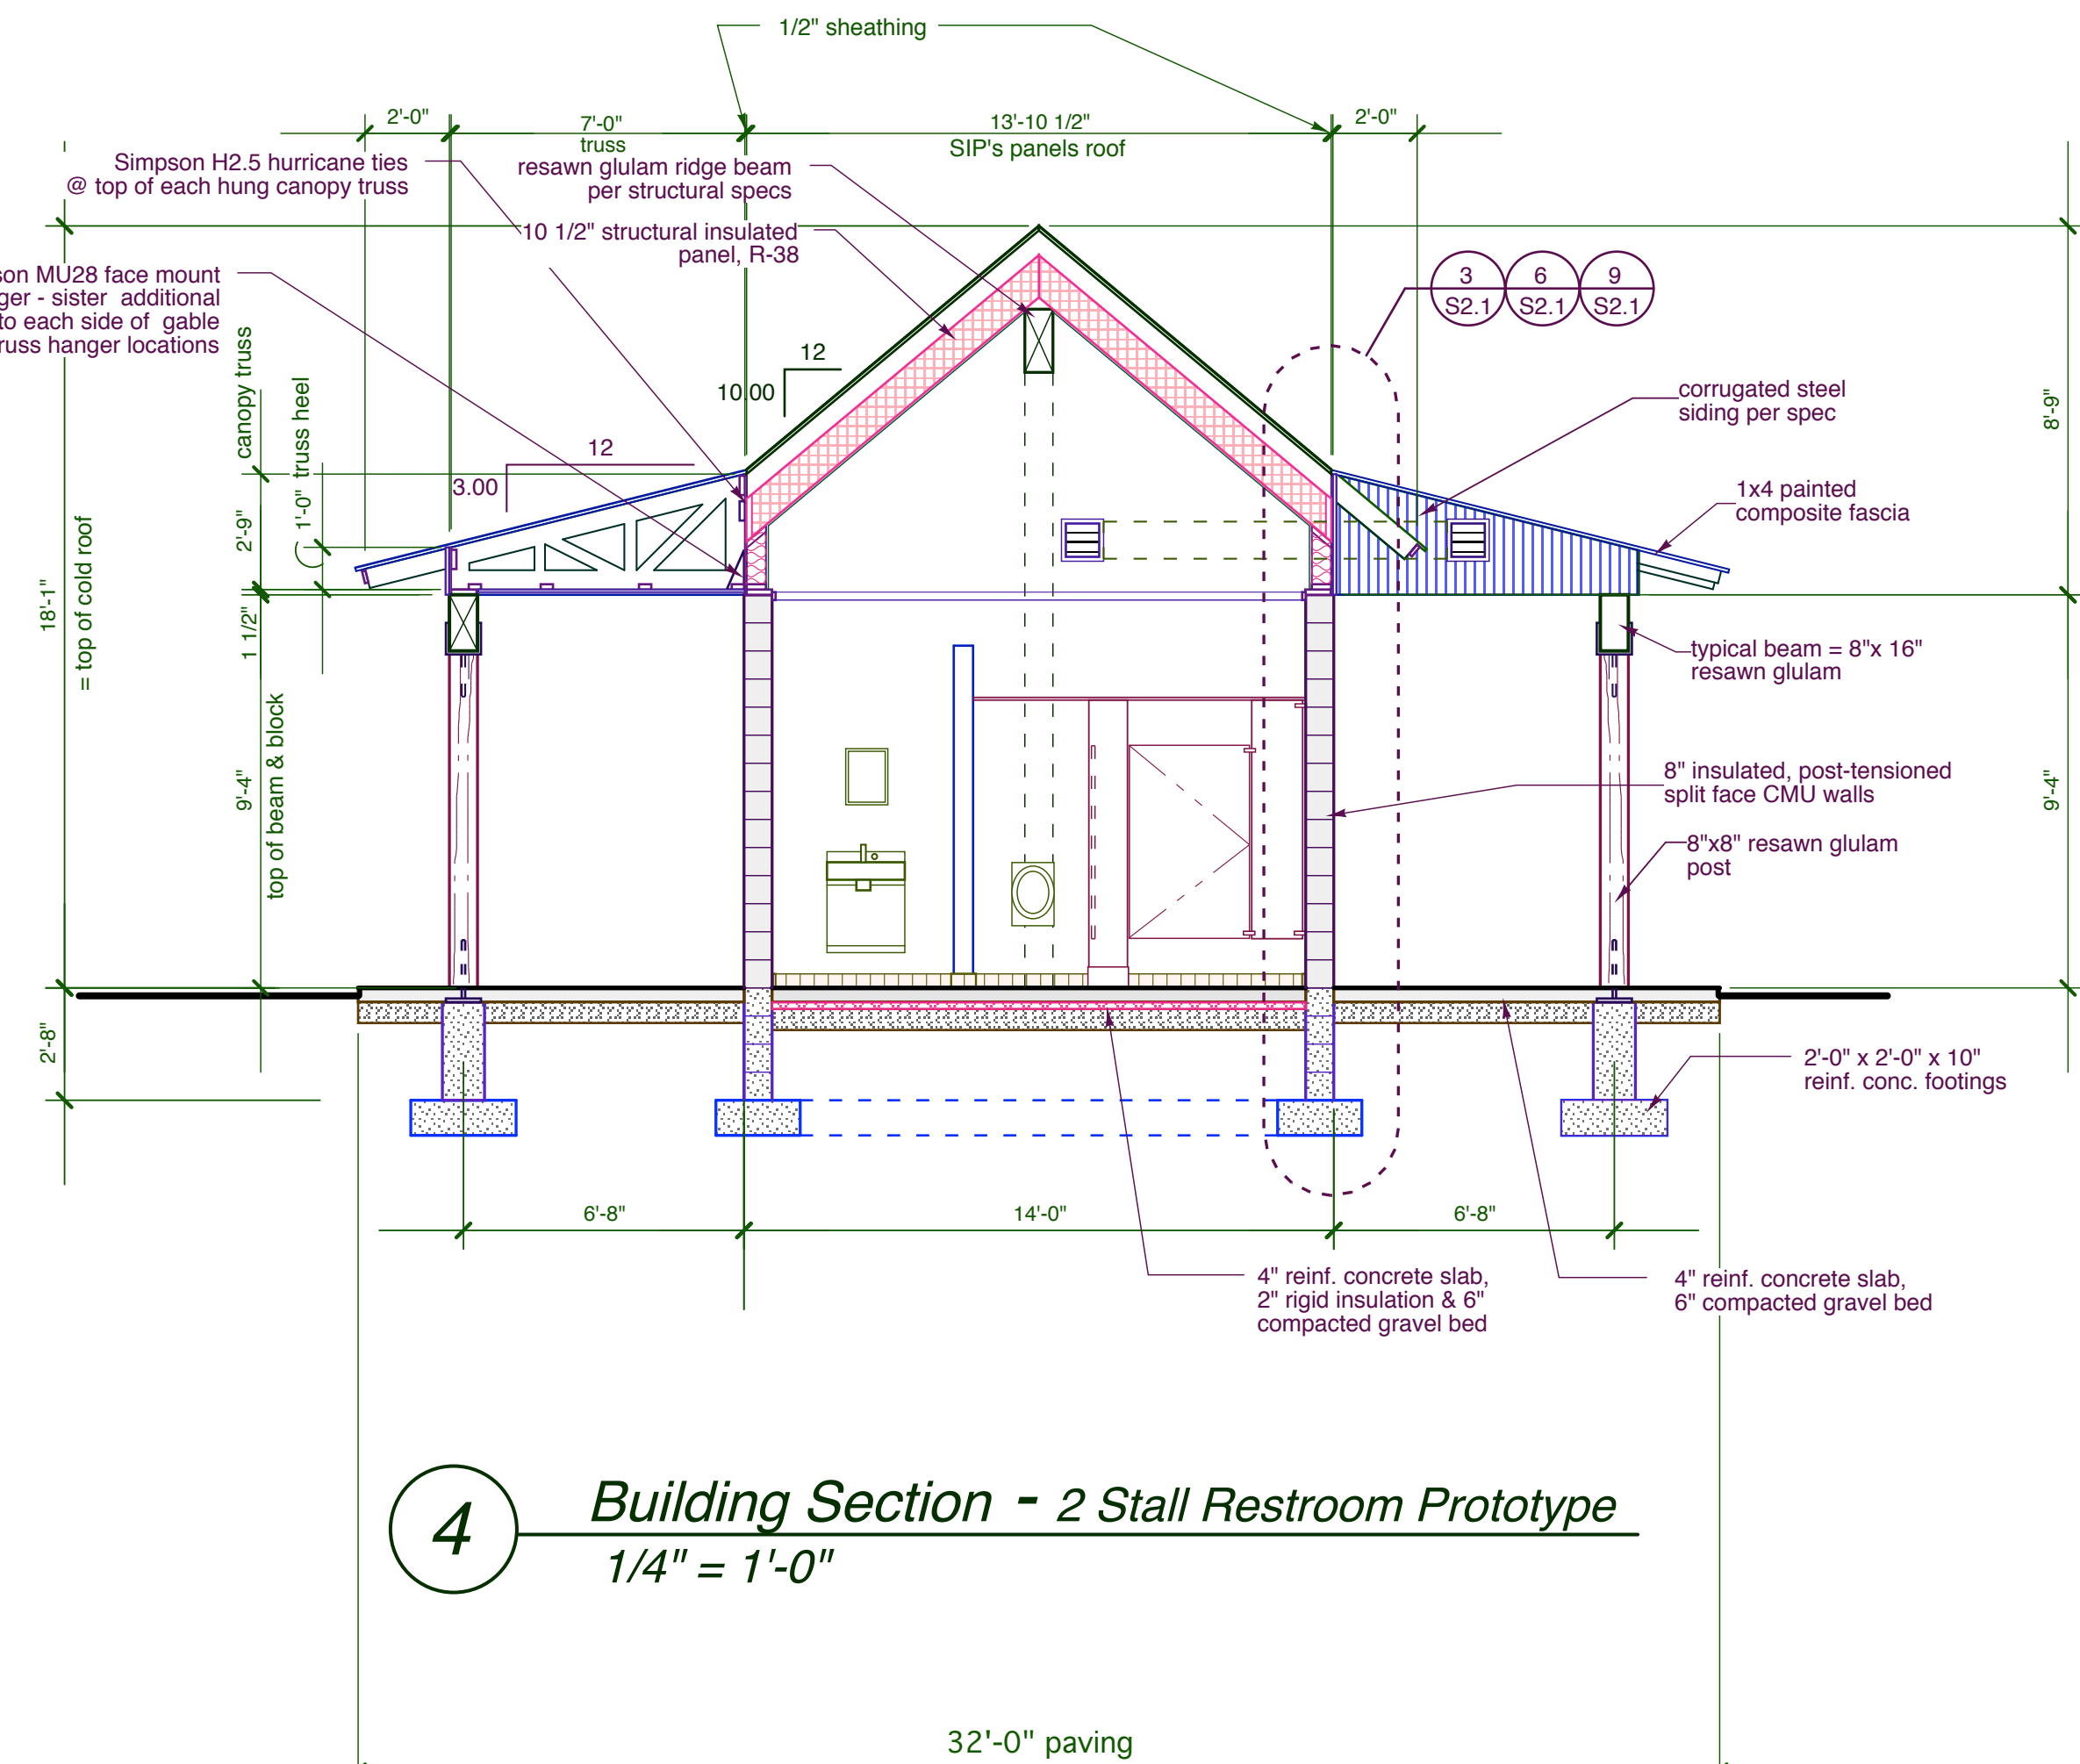 1/2" sheathing
2'-0"
7'-0"
truss
13'-10 1/2"
SIP's panels roof
2'-0"
Simpson H2.5 hurricane ties
@ top of each hung canopy truss
resawn glulam ridge beam
per structural specs
10 1/2" structural insulated
panel, R-38
son MU28 face mount
ger - sister additional
to each side of gable
russ hanger locations
3
S2.1
6
S2.1
9
S2.1
12
10.00
12
3.00
canopy truss
1'-0" truss heel
2'-9"
1 1/2"
9'-4"
top of beam & block
18'-1"
= top of cold roof
2'-8"
8'-9"
9'-4"
corrugated steel
siding per spec
1x4 painted
composite fascia
typical beam = 8"x 16"
resawn glulam
8" insulated, post-tensioned
split face CMU walls
8"x8" resawn glulam
post
2'-0" x 2'-0" x 10"
reinf. conc. footings
6'-8"
14'-0"
6'-8"
4" reinf. concrete slab,
2" rigid insulation & 6"
compacted gravel bed
4" reinf. concrete slab,
6" compacted gravel bed
4
Building Section - 2 Stall Restroom Prototype
1/4" = 1'-0"
32'-0" paving